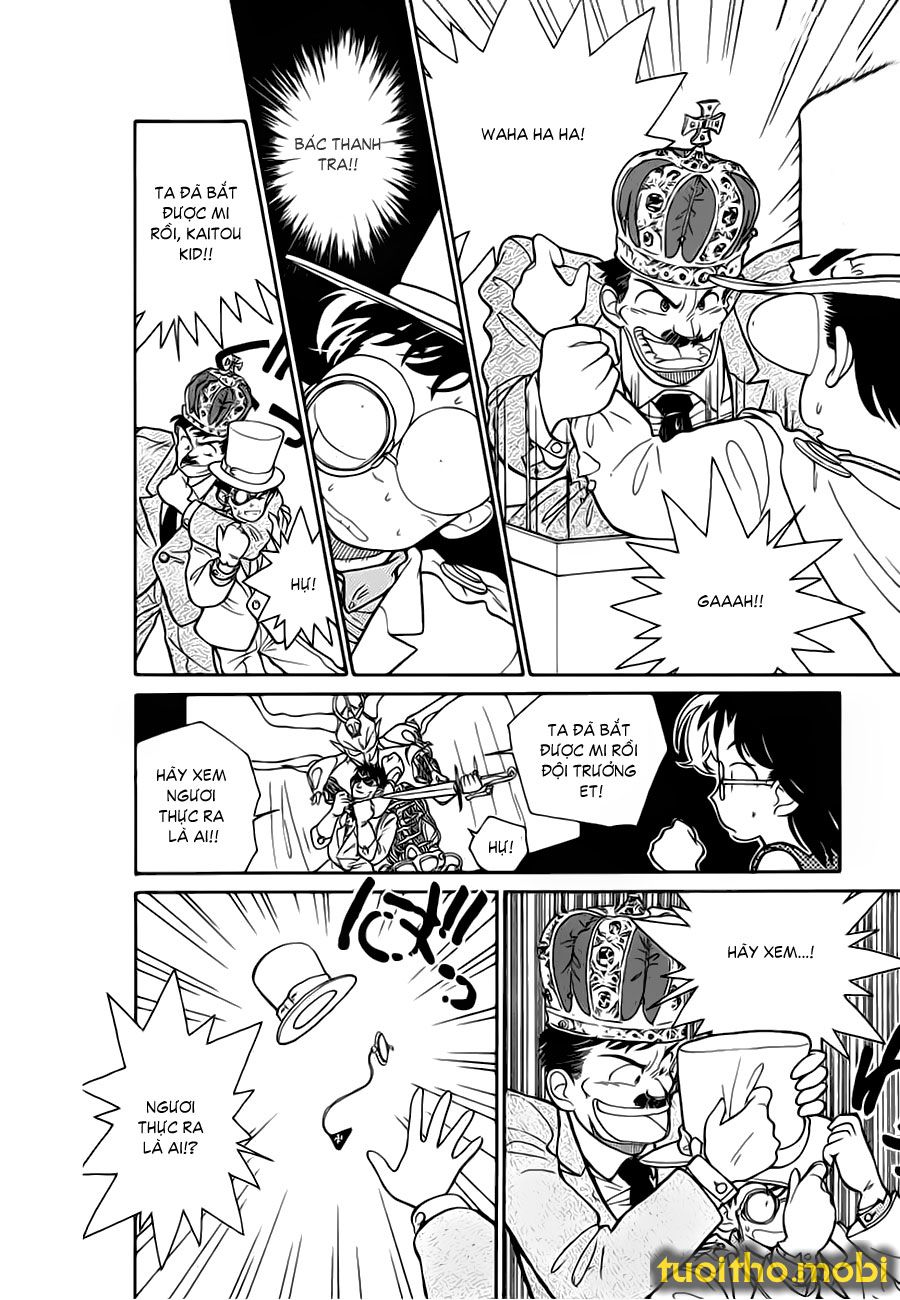 WAHA HA HA!
GAAAH!!
BÁC THANH
TRA!!
TA ĐÃ BẮT
ĐƯỢC MI
RỒI, KAITOU
KID!!
HỰ!
TA ĐÃ BẮT
ĐƯỢC MI RỒI
ĐỘI TRƯỞNG
ET!
HỰ!
HÃY XEM
NGƯƠI
THỰC RA
LÀ AI!!
HÃY XEM...!
NGƯƠI
THỰC RA
LÀ AI!?
tuoitho.mobi